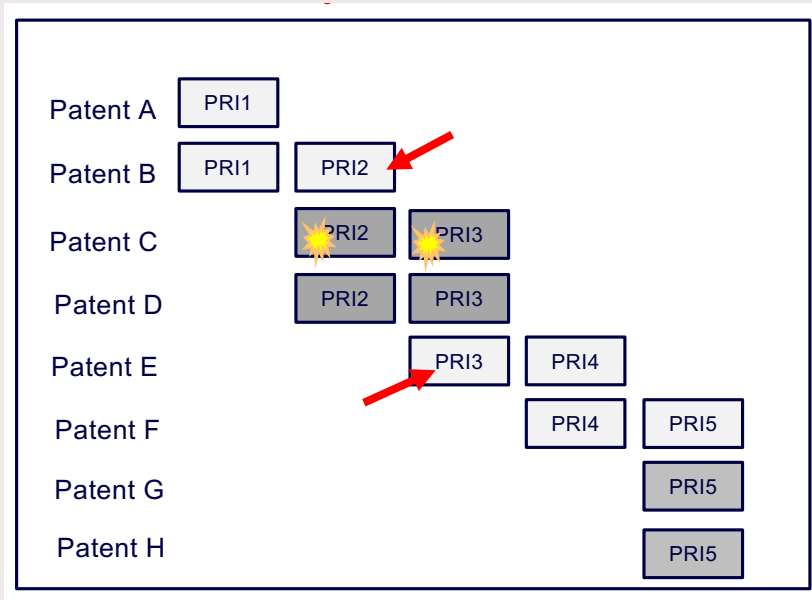 Patent A PRI1
Patent B PRI1 PRI2
Patent C PRI2 PRI3
Patent D PRI2 PRI3
Patent E PRI3 PRI4
Patent F PRI4 PRI5
Patent G PRI5
Patent H PRI5